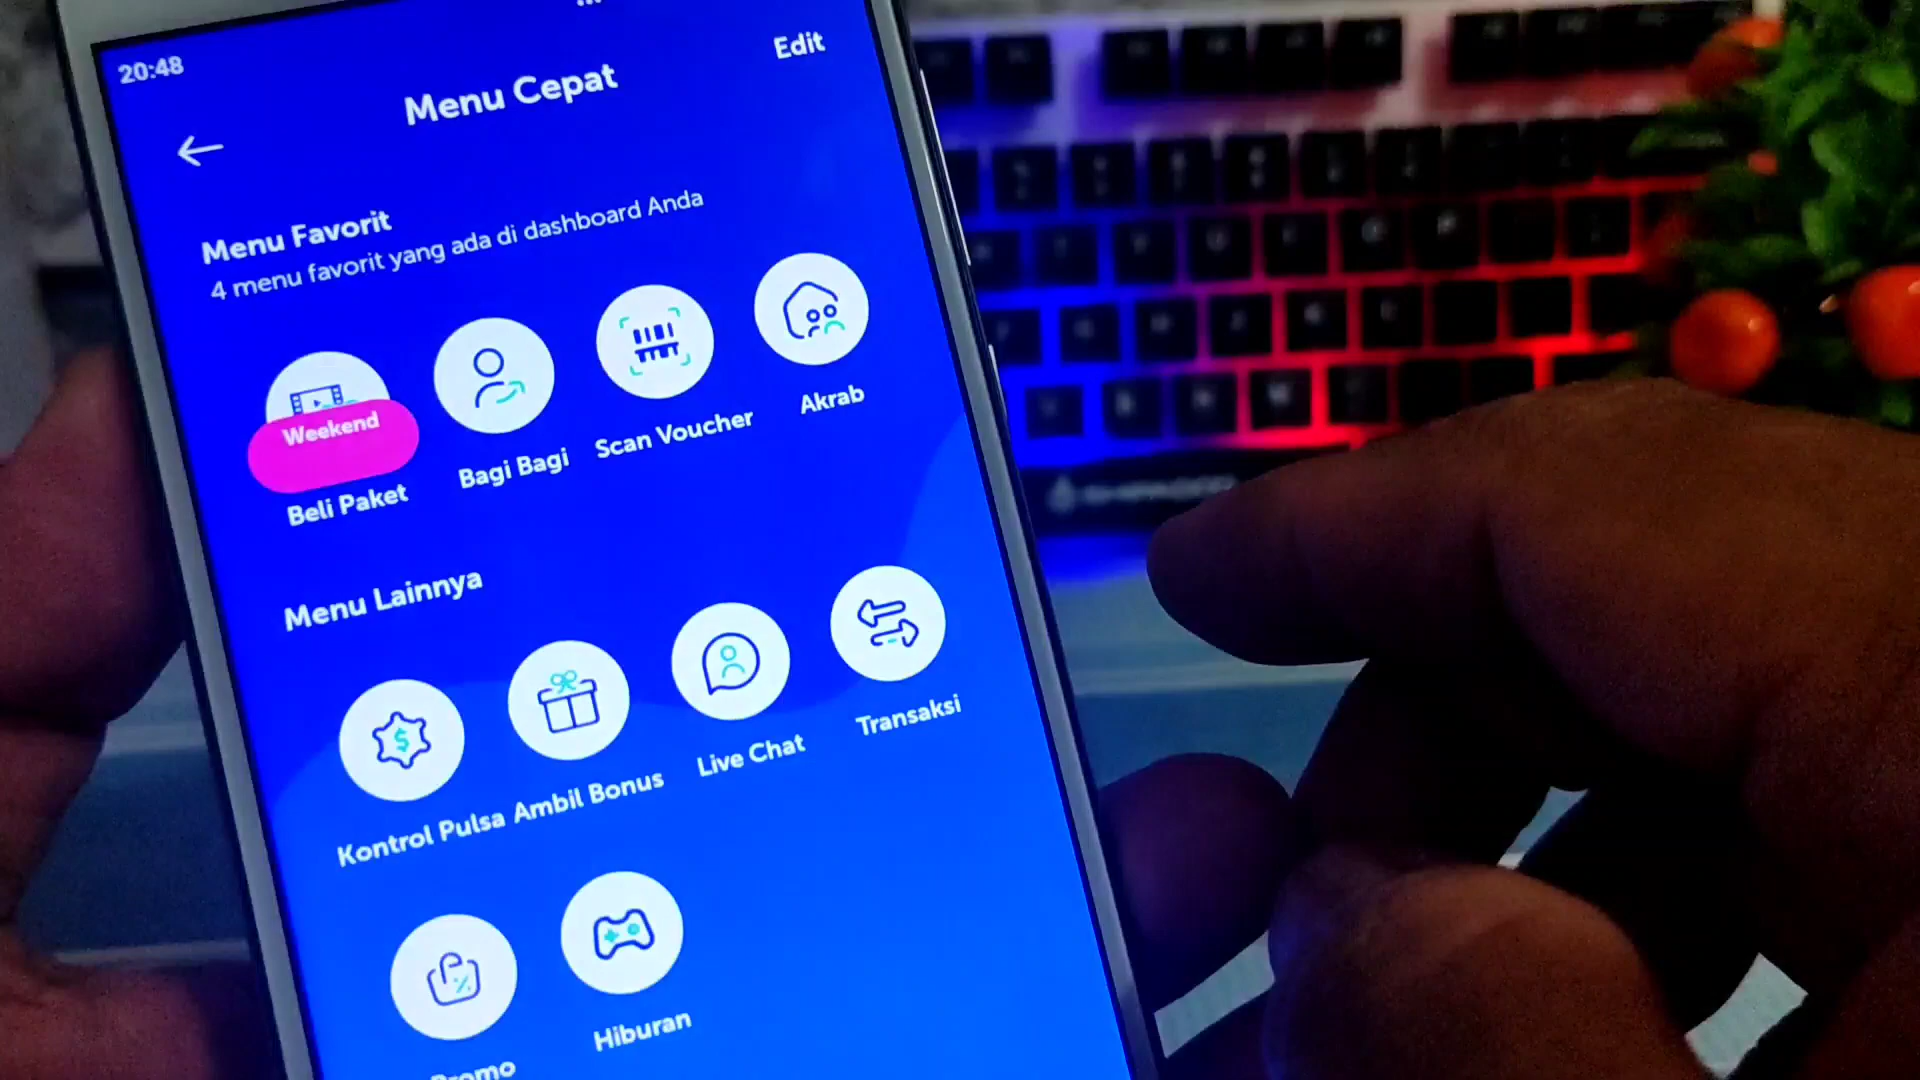 20:48
Edit
Menu Cepat
Menu Favorit
4 menu favorit yang ada di dashboard Anda
Weekend
Beli Paket
Bagi Bagi
Scan Voucher
Akrab
Menu Lainnya
Kontrol Pulsa
Ambil Bonus
Live Chat
Transaksi
Promo
Hiburan